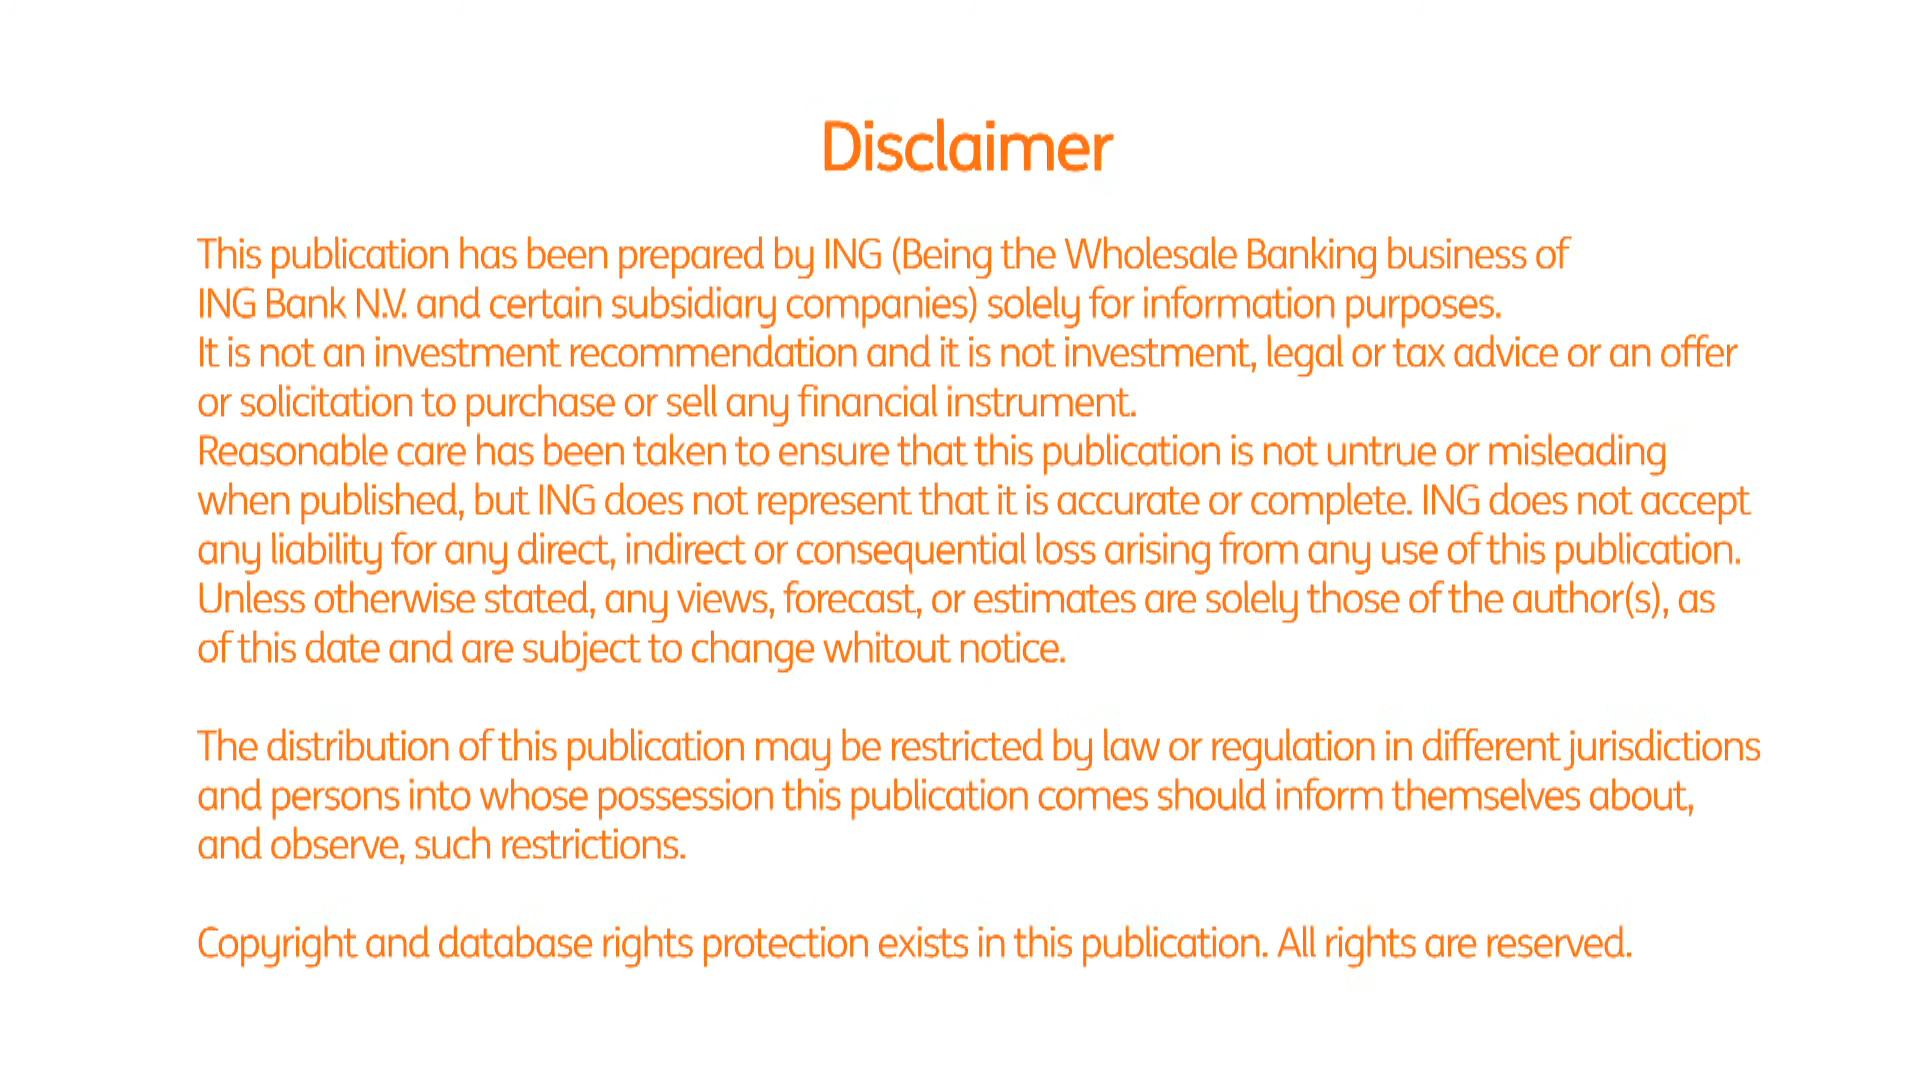 Disclaimer
This publication has been prepared by ING (Being the Wholesale Banking business of
ING Bank N.V. and certain subsidiary companies) solely for information purposes.
It is not an investment recommendation and it is not investment, legal or tax advice or an offer
or solicitation to purchase or sell any financial instrument.
Reasonable care has been taken to ensure that this publication is not untrue or misleading
when published, but ING does not represent that it is accurate or complete. ING does not accept
any liability for any direct, indirect or consequential loss arising from any use of this publication.
Unless otherwise stated, any views, forecast, or estimates are solely those of the author(s), as
of this date and are subject to change whitout notice.
The distribution of this publication may be restricted by law or regulation in different jurisdictions
and persons into whose possession this publication comes should inform themselves about,
and observe, such restrictions.
Copyright and database rights protection exists in this publication. All rights are reserved.